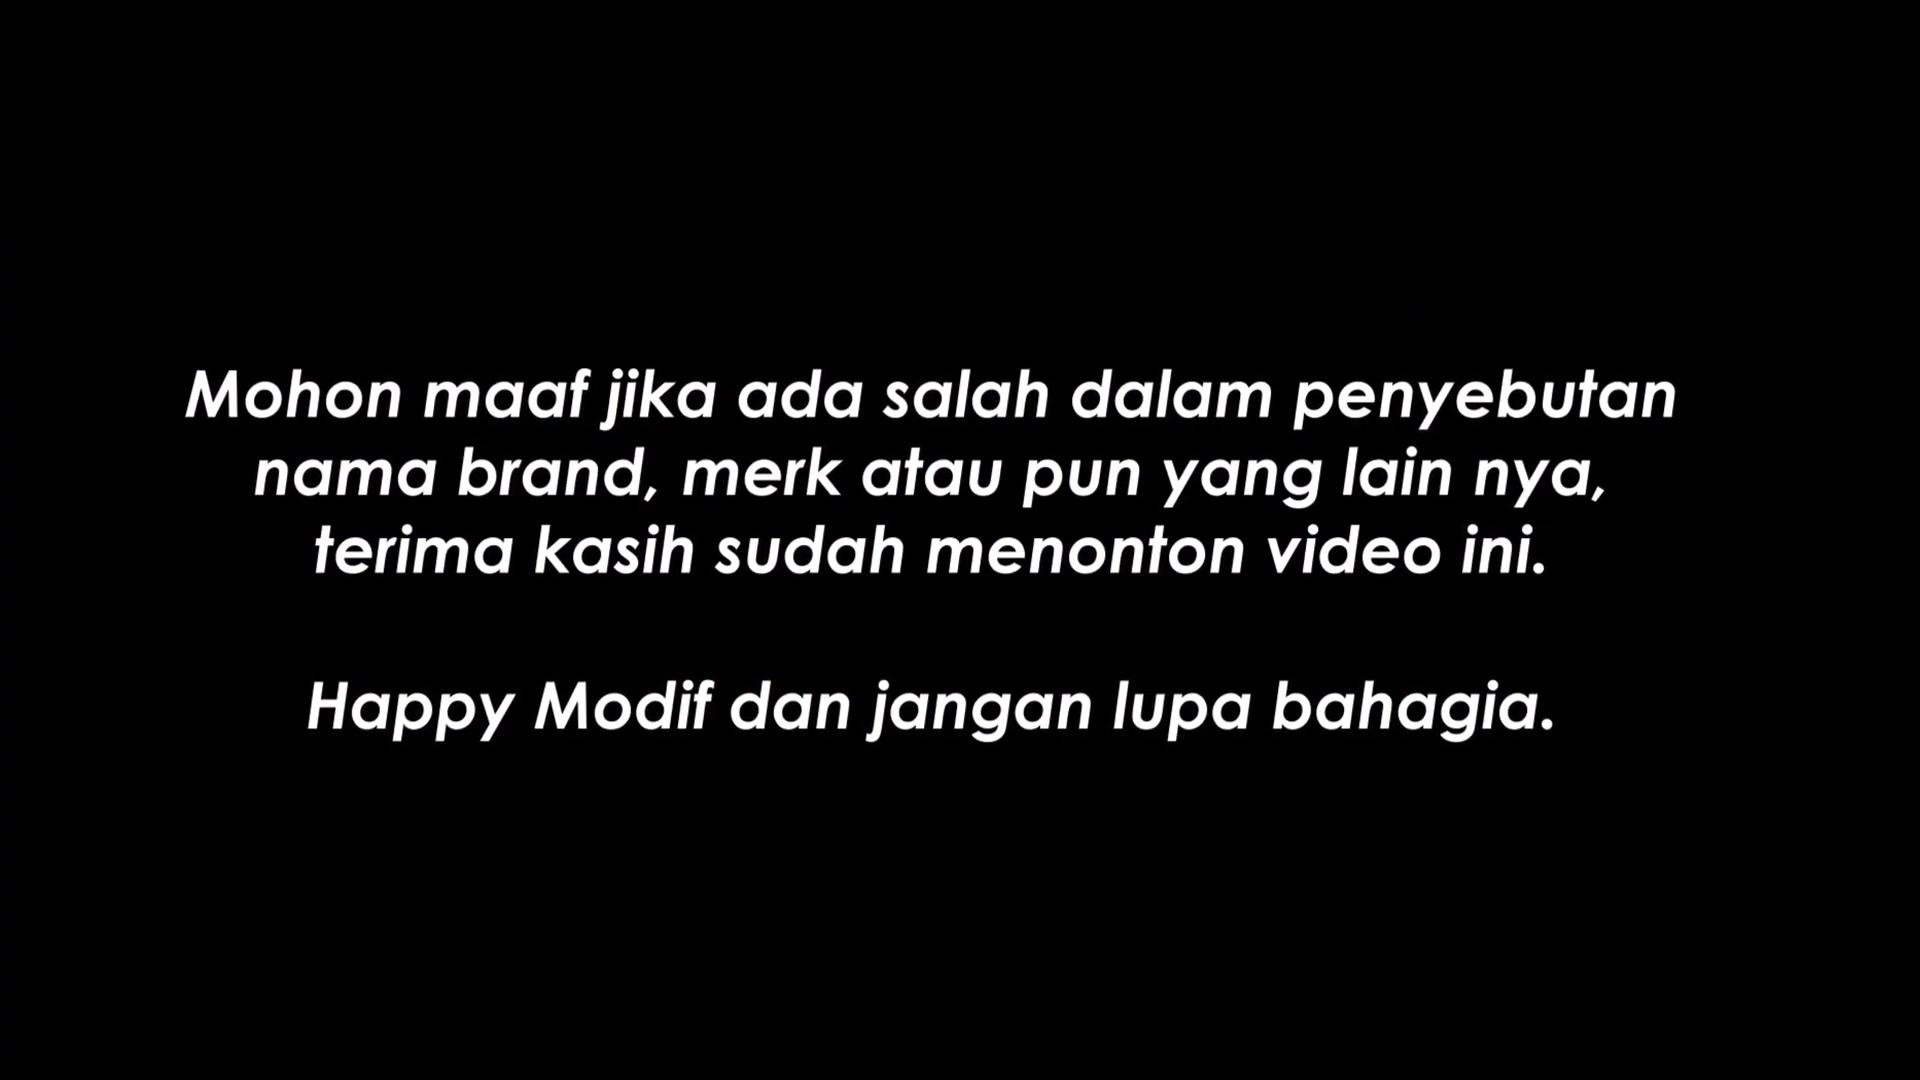 Mohon maaf jika ada salah dalam penyebutan
nama brand, merk atau pun yang lain nya,
terima kasih sudah menonton video ini.
Happy Modif dan jangan lupa bahagia.